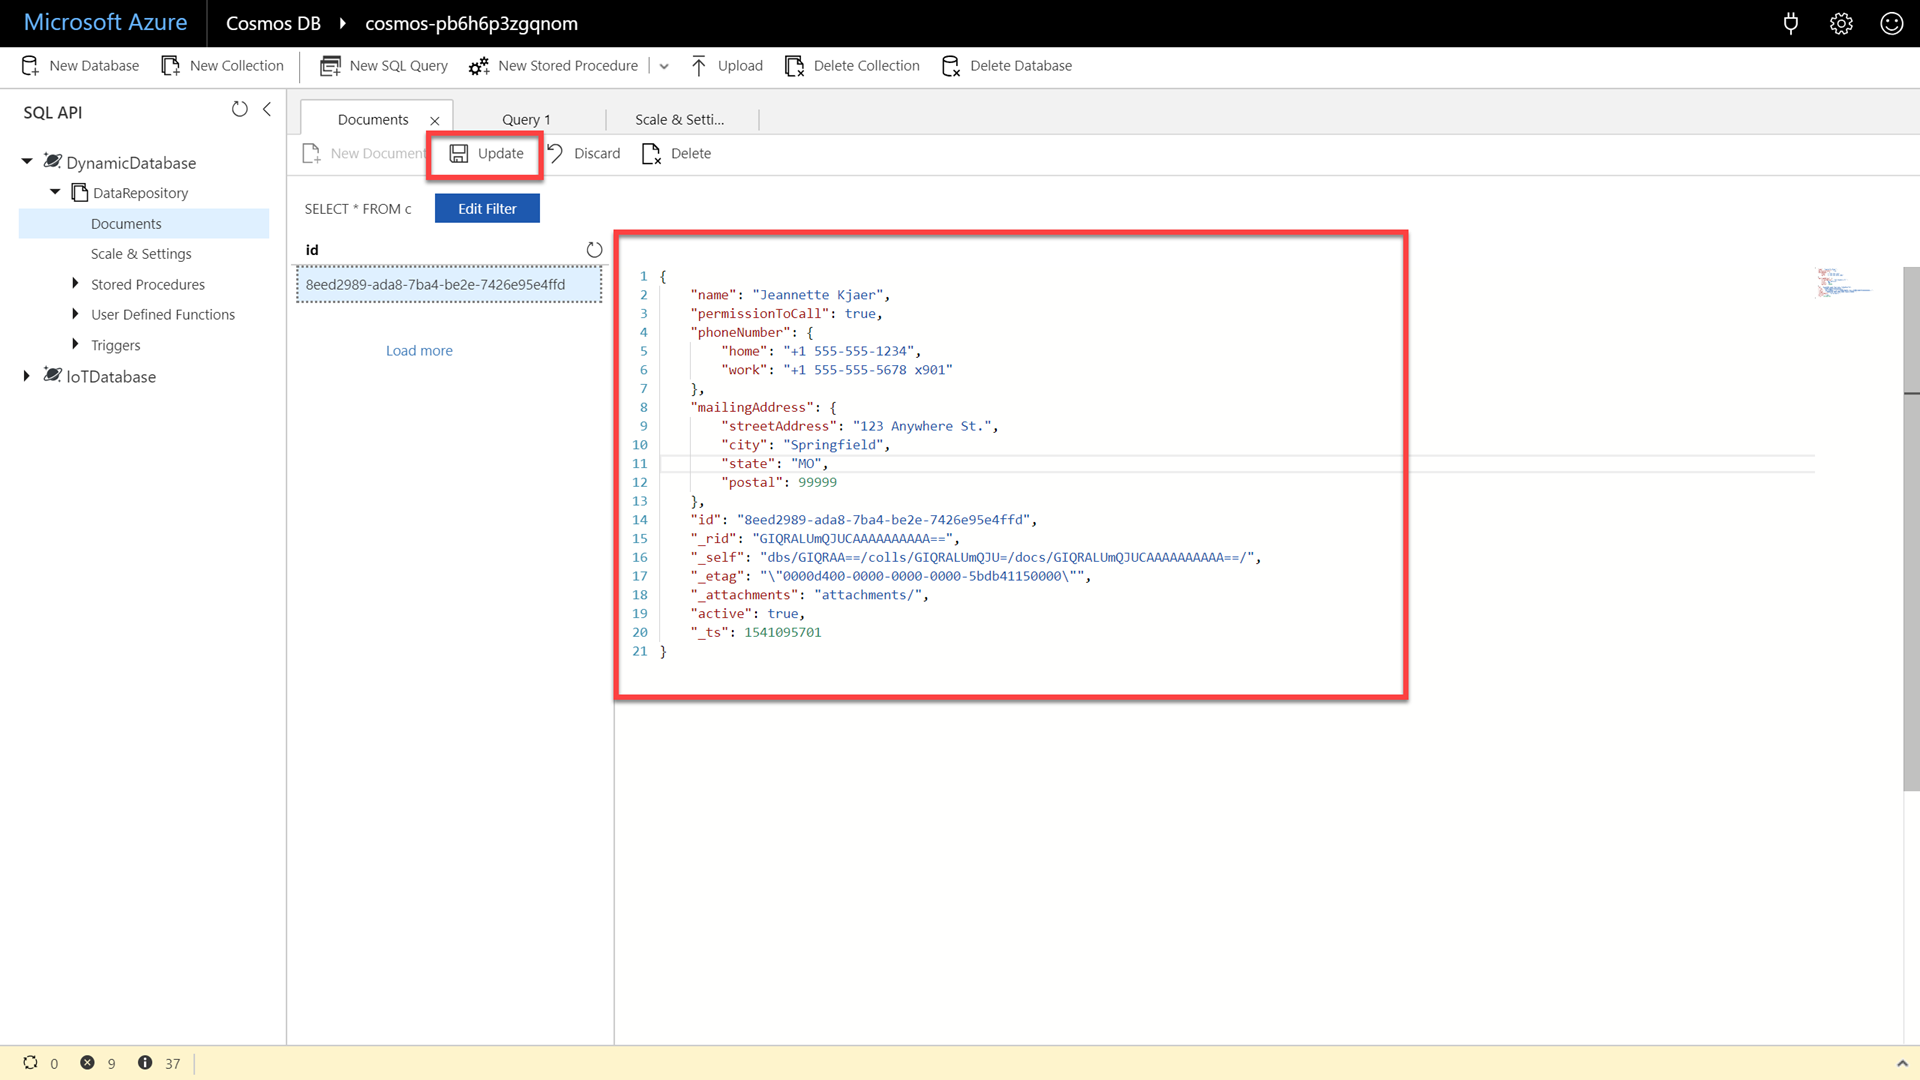 Microsoft Azure
Cosmos DB
cosmos-pb6h6p3zgqnom
New Database
New Collection
New SQL Query
New Stored Procedure
Upload
Delete Collection
Delete Database
SQL API
DynamicDatabase
DataRepository
Documents
Scale & Settings
Stored Procedures
User Defined Functions
Triggers
IoTDatabase
Documents
Query 1
Scale & Setti...
New Document
Update
Discard
Delete
SELECT * FROM c
Edit Filter
id
8eed2989-ada8-7ba4-be2e-7426e95e4ffd
Load more
1 {
2 "name": "Jeannette Kjaer",
3 "permissionToCall": true,
4 "phoneNumber": {
5 "home": "+1 555-555-1234",
6 "work": "+1 555-555-5678 x901"
7 },
8 "mailingAddress": {
9 "streetAddress": "123 Anywhere St.",
10 "city": "Springfield",
11 "state": "MO",
12 "postal": 99999
13 },
14 "id": "8eed2989-ada8-7ba4-be2e-7426e95e4ffd",
15 "_rid": "GIQRALUmQJUCAAAAAAAAAA==",
16 "_self": "dbs/GIQRAA==/colls/GIQRALUmQJU=/docs/GIQRALUmQJUCAAAAAAAAAA==/",
17 "_etag": "\"0000d400-0000-0000-0000-5bdb41150000\"",
18 "_attachments": "attachments/",
19 "active": true,
20 "_ts": 1541095701
21 }
0
9
37